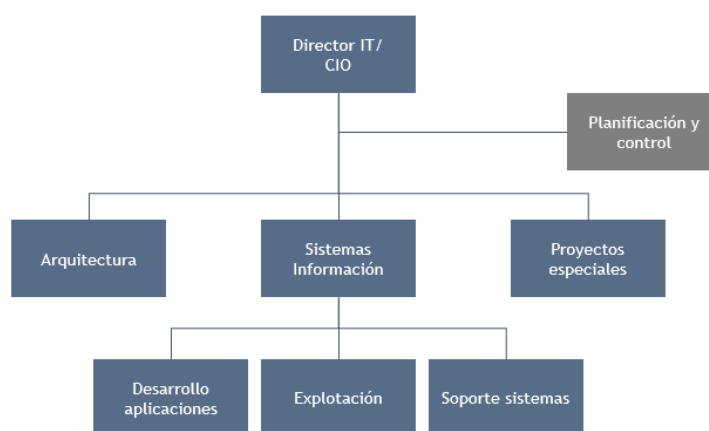 Director IT/
CIO
Planificación y
control
Arquitectura
Sistemas
Información
Proyectos
especiales
Desarrollo
aplicaciones
Explotación
Soporte sistemas